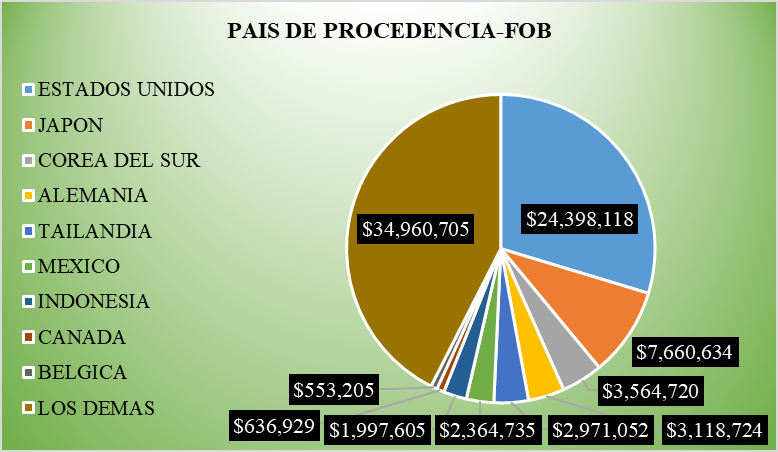 PAIS DE PROCEDENCIA-FOB
ESTADOS UNIDOS
JAPON
COREA DEL SUR
ALEMANIA
TAILANDIA
MEXICO
INDONESIA
CANADA
BELGICA
LOS DEMAS
$34,960,705
$24,398,118
$7,660,634
$3,564,720
$553,205
$636,929
$1,997,605
$2,364,735
$2,971,052
$3,118,724